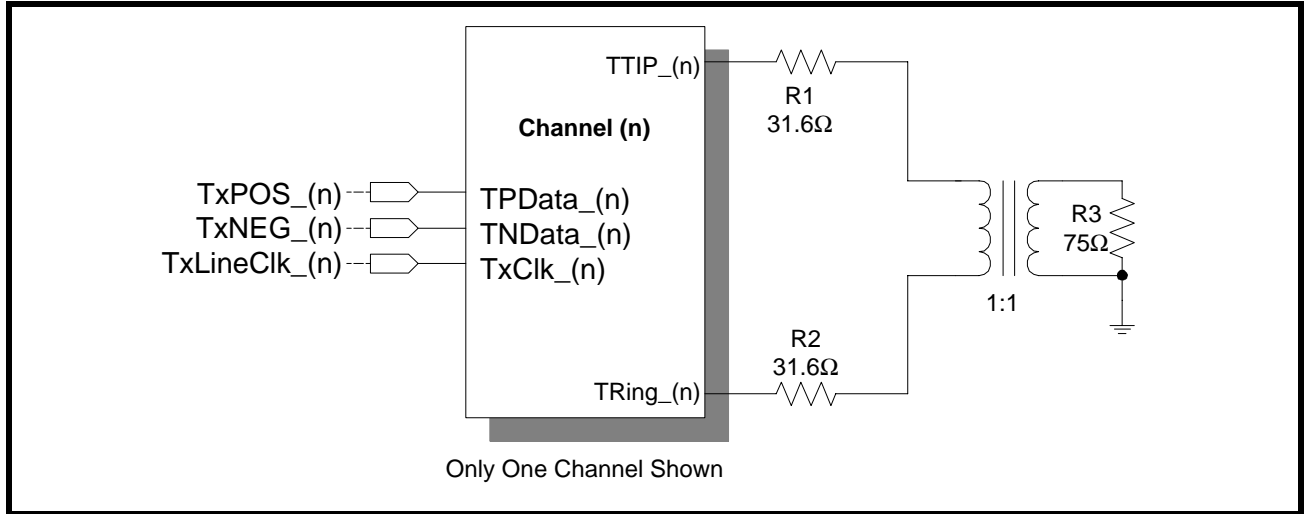 TTIP_(n)
R1
31.6Ω
Channel (n)
TxPOS_(n)
TPData_(n)
TxNEG_(n)
TNData_(n)
TxLineClk_(n)
TxClk_(n)
R3
75Ω
1:1
R2
31.6Ω
TRing_(n)
Only One Channel Shown